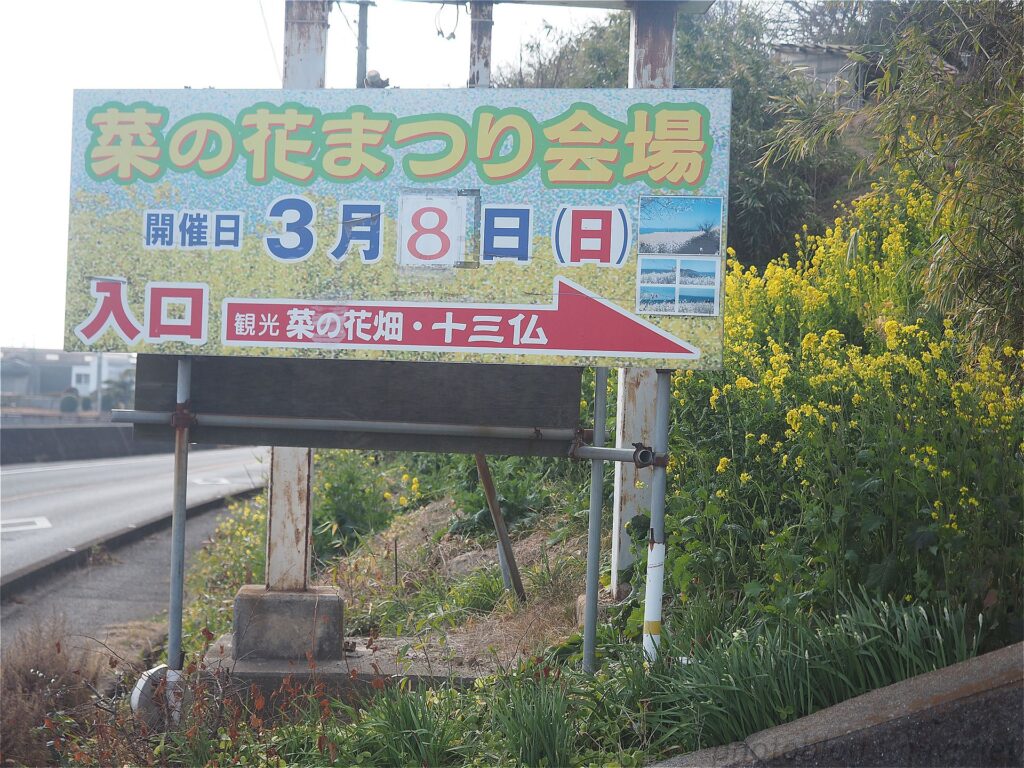 菜の花まつり会場
開催日 3月8日(日)
入口 観光 菜の花畑・十三仏